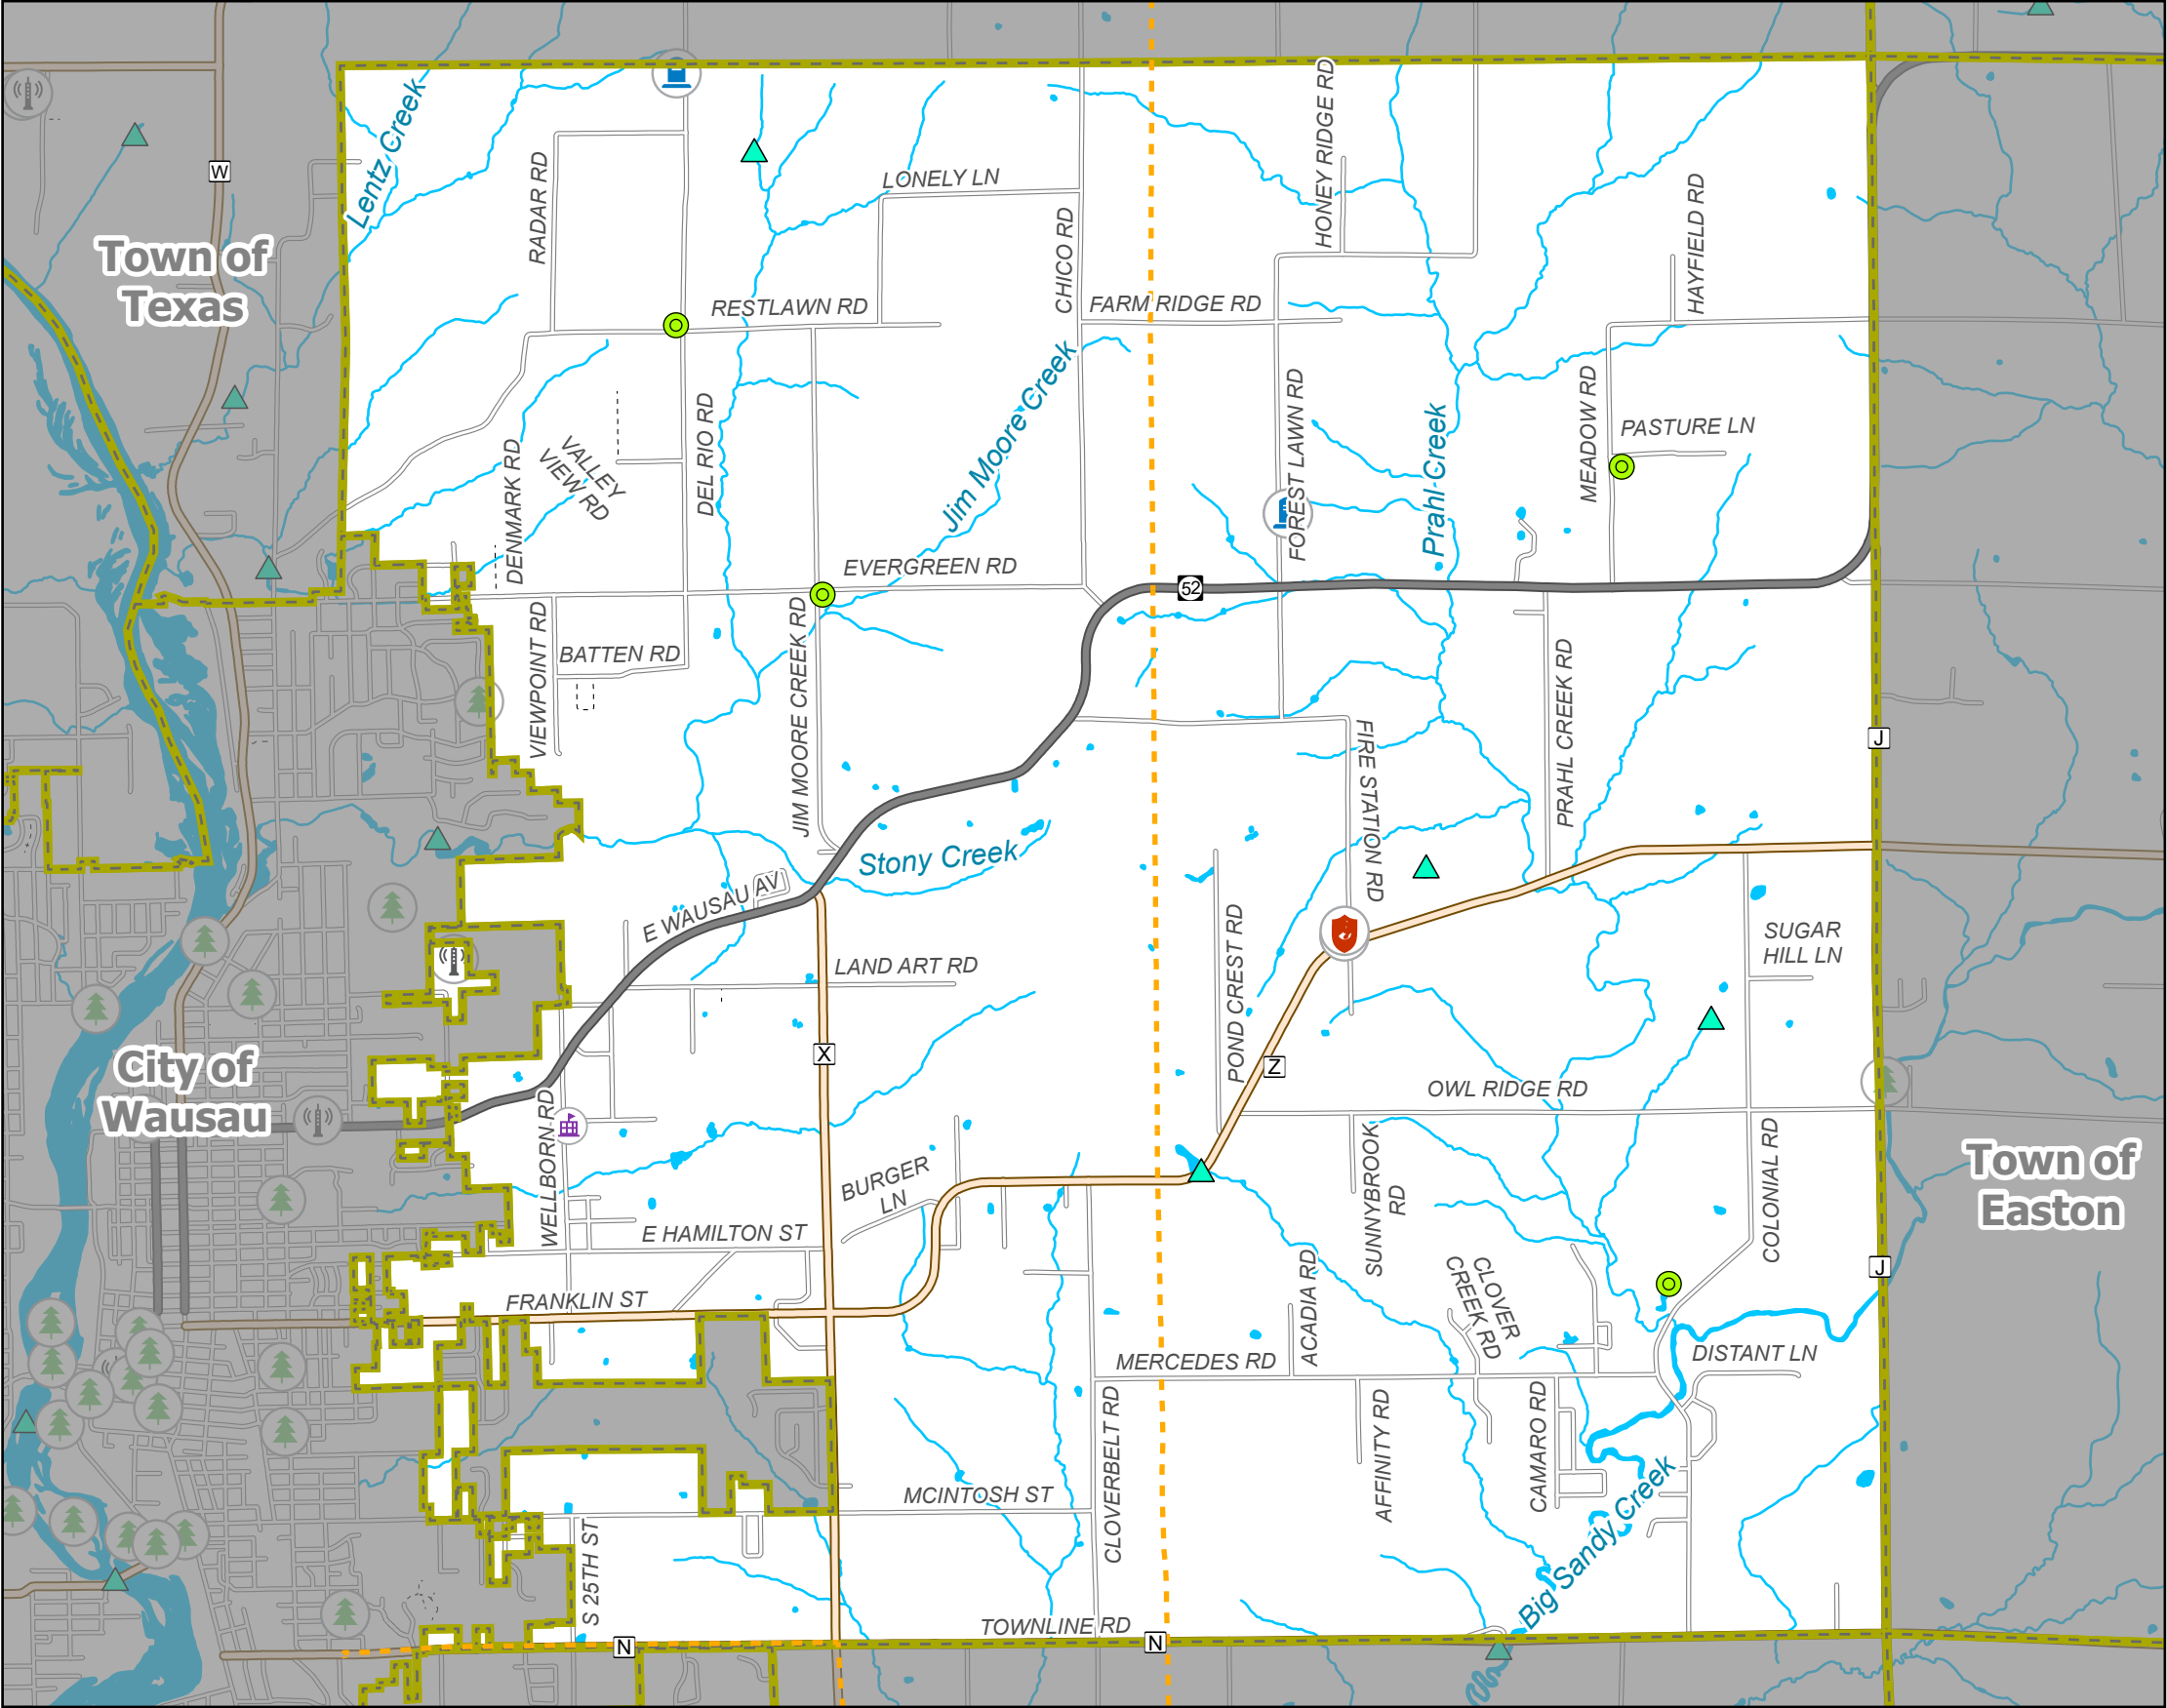 Lentz Creek
HONEY RIDGE RD
W
RADAR RD
LONELY LN
HAYFIELD RD
CHICO RD
Town of
Texas
RESTLAWN RD
FARM RIDGE RD
Jim Moore Creek
MEADOW RD
FOREST LAWN RD
DEL RIO RD
Prahl Creek
PASTURE LN
DENMARK RD
VALLEY
VIEW RD
EVERGREEN RD
52
VIEWPOINT RD
JIM MOORE CREEK RD
BATTEN RD
PRAHL CREEK RD
FIRE STATION RD
J
Stony Creek
E WAUSAU AV
POND CREST RD
SUGAR
HILL LN
LAND ART RD
City of
Wausau
X
Z
OWL RIDGE RD
WELLBORN RD
SUNNYBROOK
RD
COLONIAL RD
Town of
Easton
BURGER
LN
E HAMILTON ST
ACADIA RD
CLOVER
CREEK RD
J
FRANKLIN ST
MERCEDES RD
DISTANT LN
CLOVERBELT RD
AFFINITY RD
CAMARO RD
MCINTOSH ST
Big Sandy Creek
S 25TH ST
TOWNLINE RD
N
N